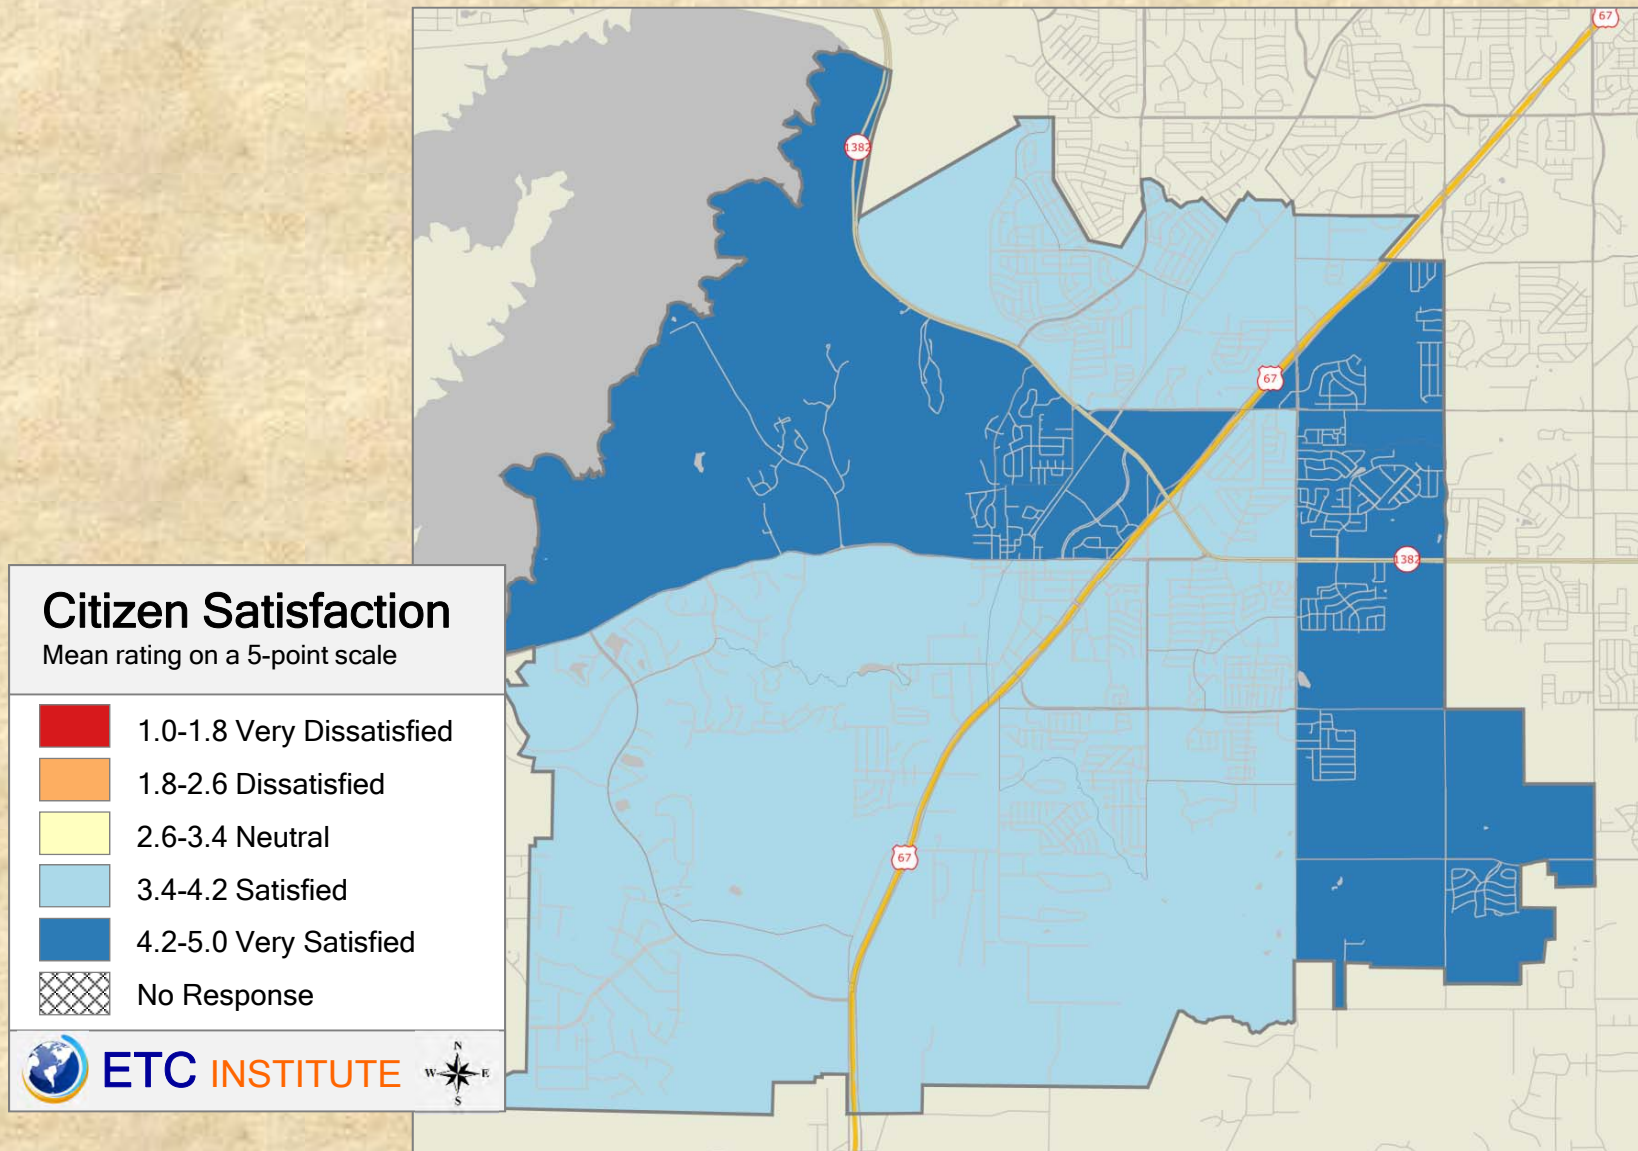 67
1382
67
1382
Citizen Satisfaction
Mean rating on a 5-point scale
1.0-1.8 Very Dissatisfied
1.8-2.6 Dissatisfied
2.6-3.4 Neutral
3.4-4.2 Satisfied
4.2-5.0 Very Satisfied
No Response
67
ETC INSTITUTE
N
W E
S